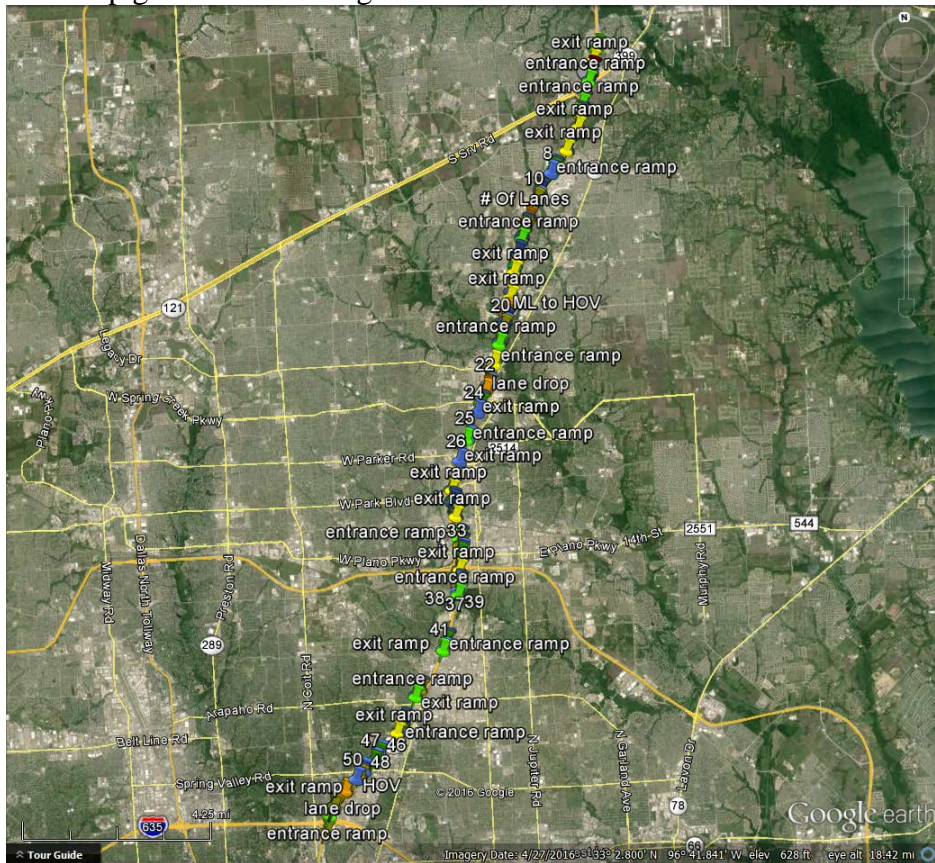 exit ramp
entrance ramp
entrance ramp
exit ramp
exit ramp
8
entrance ramp
10
# Of Lanes
entrance ramp
exit ramp
exit ramp
20
ML to HOV
entrance ramp
entrance ramp
22
lane drop
24
exit ramp
25
entrance ramp
26
2514
exit ramp
exit ramp
exit ramp
entrance ramp
33
exit ramp
entrance ramp
38
37
39
41
exit ramp
entrance ramp
entrance ramp
exit ramp
exit ramp
entrance ramp
47
46
50
48
exit ramp
HOV
lane drop
entrance ramp
N
S Srv Rd
121
Legacy Dr
W Spring Creek Pkwy
W Parker Rd
W Park Blvd
W Plano Pkwy
E Plano Pkwy
14th St
2551
544
Murphy Rd
Midway Rd
Dallas North Tollway
Preston Rd
289
N Coit Rd
Arapaho Rd
Belt Line Rd
Spring Valley Rd
N Jupiter Rd
N Garland Ave
Lavon Dr
78
66
635
4.25 mi
© 2016 Google
Google earth
Tour Guide
Imagery Date: 4/27/2016 33° 2.800' N 96° 41.841' W elev 628 ft eye alt 18.42 mi